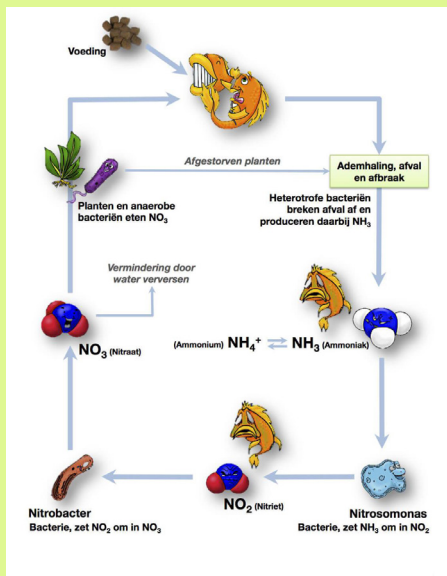 Voeding
Afgestorven planten
Ademhaling, afval
en afbraak
Planten en anaerobe
bacteriën eten NO₃
Heterotrofe bacteriën
breken afval af en
produceren daarbij NH₃
Vermindering door
water verversen
NO₃ (Nitraat)
(Ammonium) NH₄⁺ ⇌ NH₃ (Ammoniak)
NO₂ (Nitriet)
Nitrobacter
Bacterie, zet NO₂ om in NO₃
Nitrosomonas
Bacterie, zet NH₃ om in NO₂